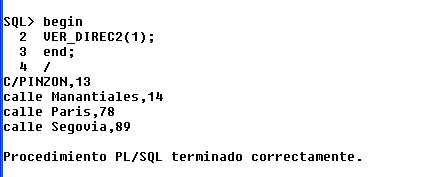 SQL> begin
2 VER_DIREC2(1);
3 end;
4 /
C/PINZON,13
calle Manantiales,14
calle Paris,78
calle Segovia,89
Procedimiento PL/SQL terminado correctamente.